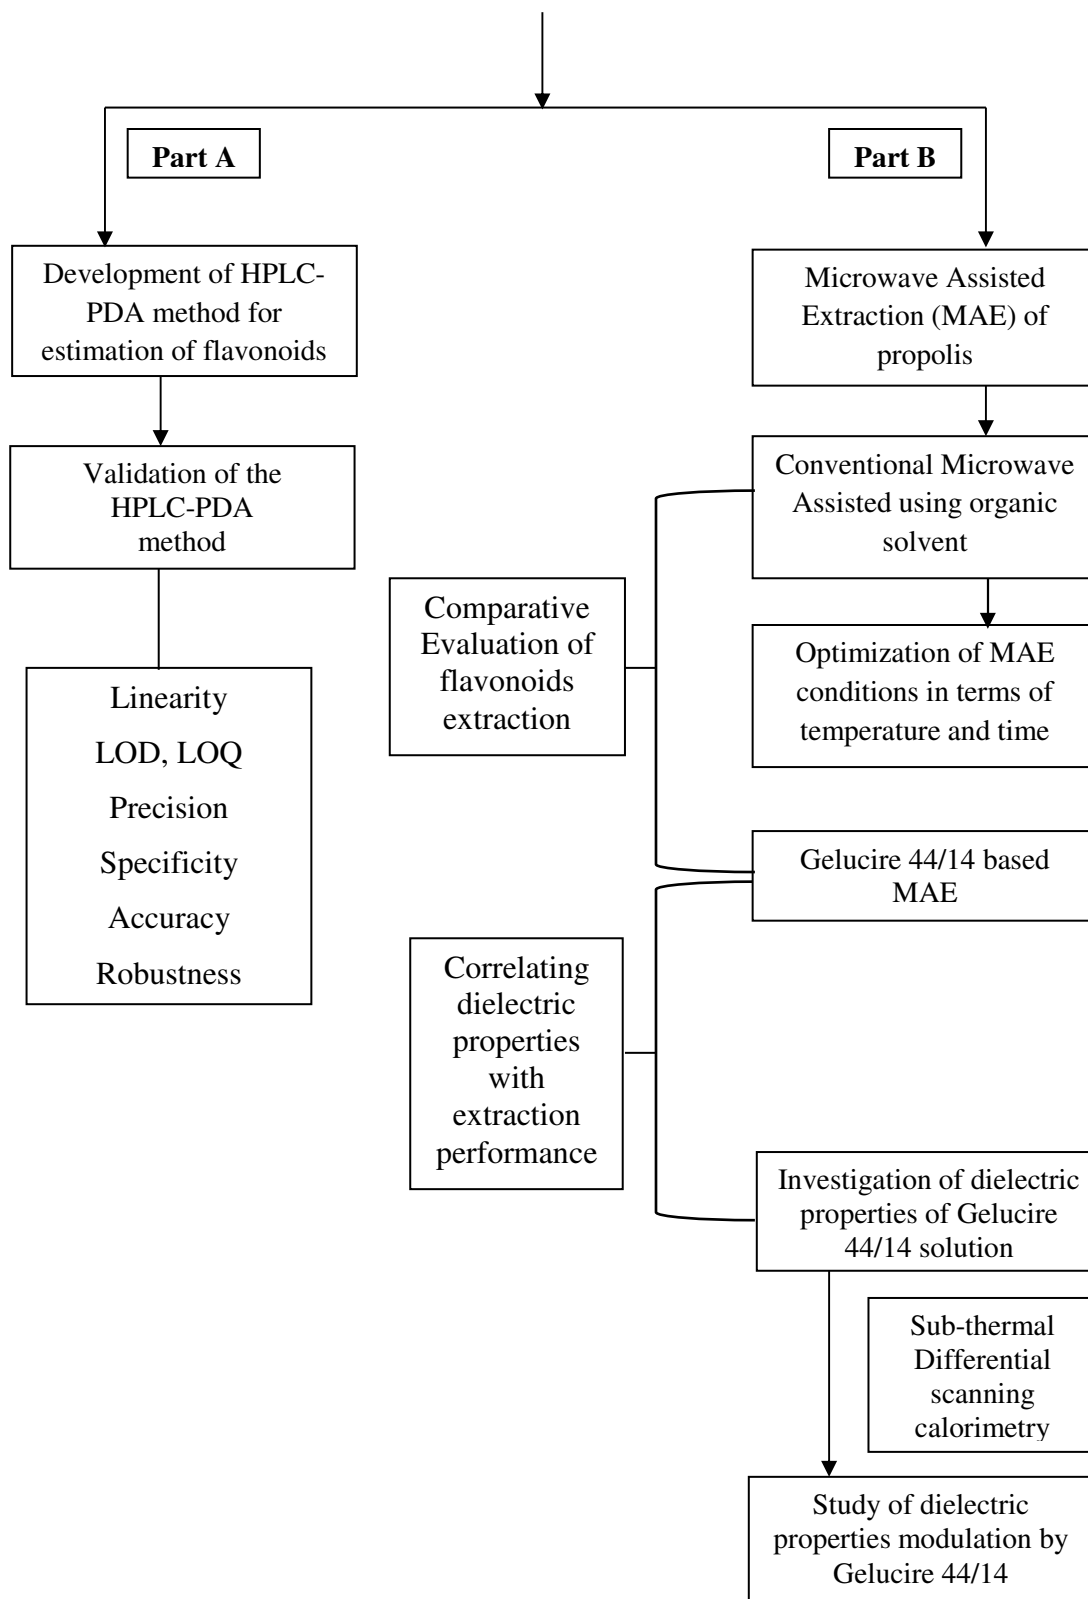 Part A
Part B
Development of HPLC-
PDA method for
estimation of flavonoids
Validation of the
HPLC-PDA
method
Linearity
LOD, LOQ
Precision
Specificity
Accuracy
Robustness
Microwave Assisted
Extraction (MAE) of
propolis
Conventional Microwave
Assisted using organic
solvent
Optimization of MAE
conditions in terms of
temperature and time
Comparative
Evaluation of
flavonoids
extraction
Gelucire 44/14 based
MAE
Correlating
dielectric
properties
with
extraction
performance
Investigation of dielectric
properties of Gelucire
44/14 solution
Sub-thermal
Differential
scanning
calorimetry
Study of dielectric
properties modulation by
Gelucire 44/14